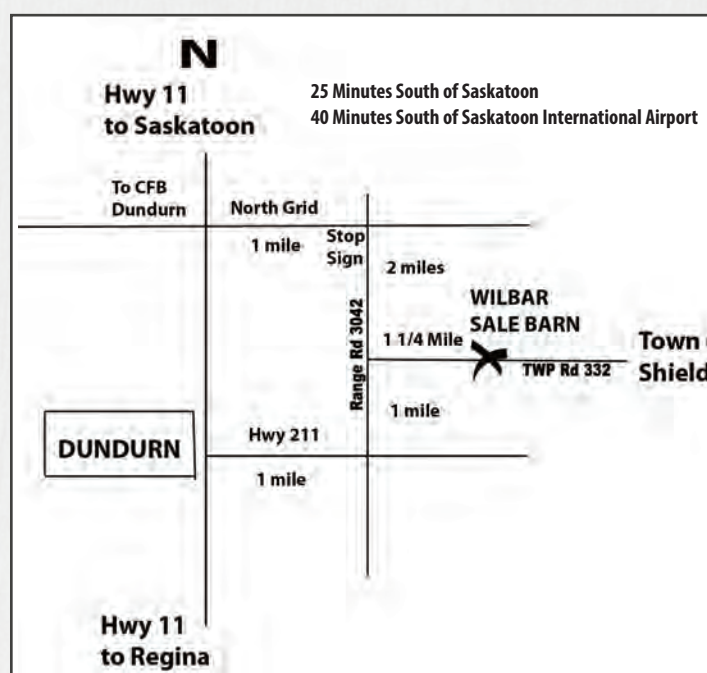 N
Hwy 11
to Saskatoon
25 Minutes South of Saskatoon
40 Minutes South of Saskatoon International Airport
To CFB
Dundurn
North Grid
1 mile
Stop
Sign
2 miles
Range Rd 3042
WILBAR
SALE BARN
1 1/4 Mile
TWP Rd 332
Town
1 mile
DUNDURN
Hwy 211
1 mile
Hwy 11
to Regina